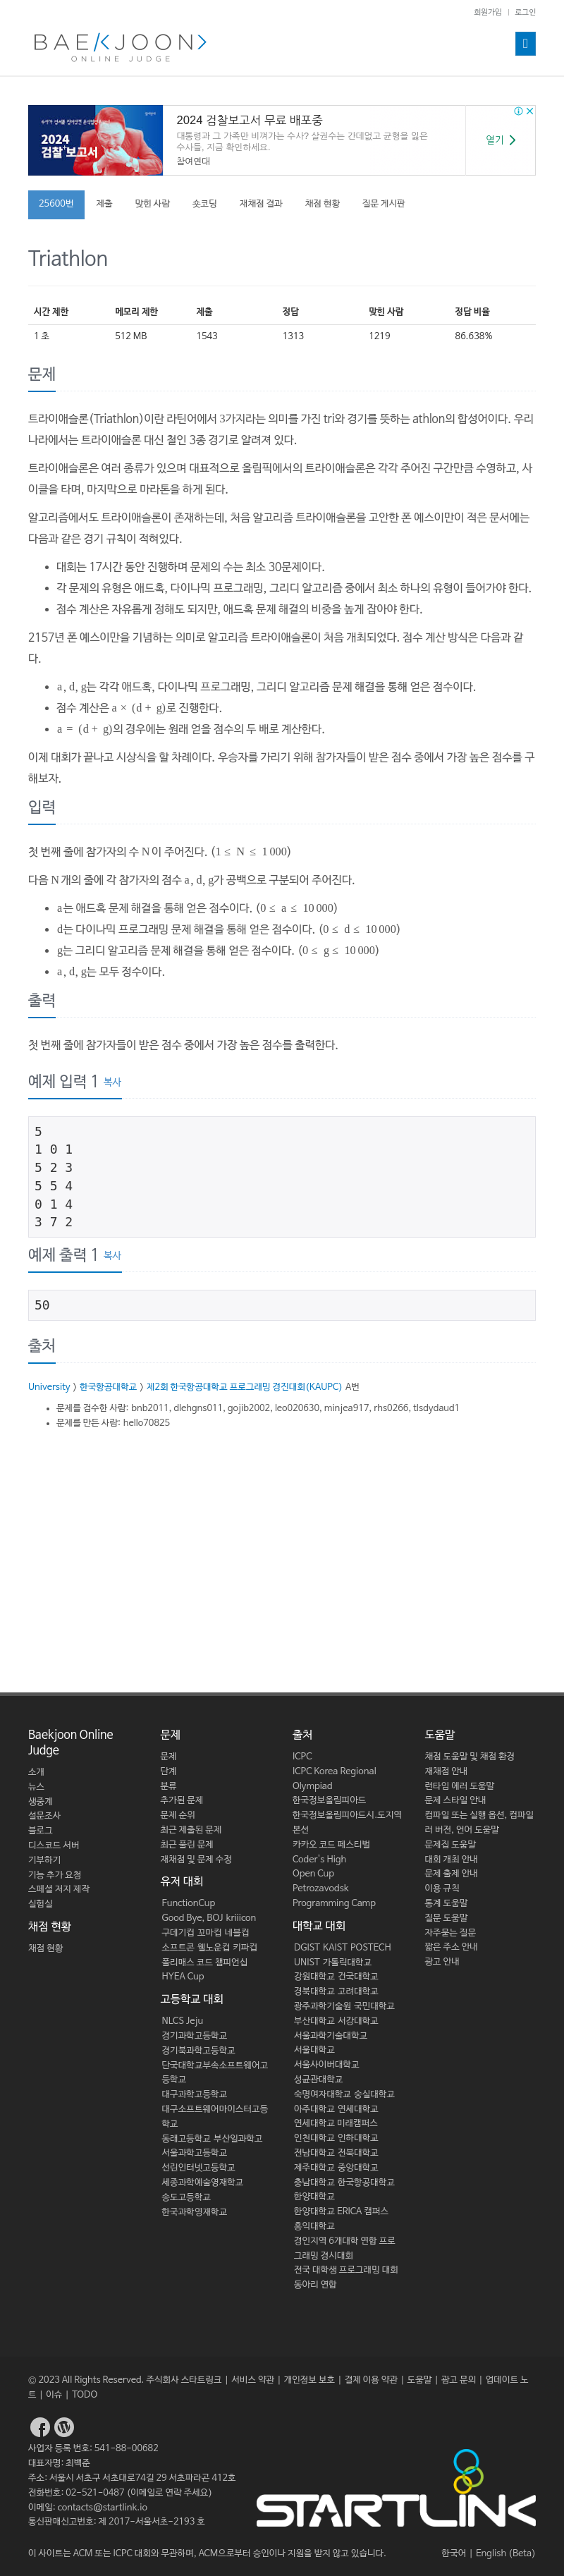 회원가입 | 로그인
BAEKJOON
ONLINE JUDGE
2024
검찰보고서
2024 검찰보고서 무료 배포중
대통령과 그 가족만 비껴가는 수사? 살권수는 간데없고 균형을 잃은
수사들, 지금 확인하세요.
참여연대
열기
25600번 제출 맞힌 사람 숏코딩 재채점 결과 채점 현황 질문 게시판
Triathlon
시간 제한 메모리 제한 제출 정답 맞힌 사람 정답 비율
1 초 512 MB 1543 1313 1219 86.638%
문제
트라이애슬론(Triathlon)이란 라틴어에서 3가지라는 의미를 가진 tri와 경기를 뜻하는 athlon의 합성어이다. 우리
나라에서는 트라이애슬론 대신 철인 3종 경기로 알려져 있다.
트라이애슬론은 여러 종류가 있으며 대표적으로 올림픽에서의 트라이애슬론은 각각 주어진 구간만큼 수영하고, 사
이클을 타며, 마지막으로 마라톤을 하게 된다.
알고리즘에서도 트라이애슬론이 존재하는데, 처음 알고리즘 트라이애슬론을 고안한 폰 예스이만이 적은 문서에는
다음과 같은 경기 규칙이 적혀있다.
• 대회는 17시간 동안 진행하며 문제의 수는 최소 30문제이다.
• 각 문제의 유형은 애드혹, 다이나믹 프로그래밍, 그리디 알고리즘 중에서 최소 하나의 유형이 들어가야 한다.
• 점수 계산은 자유롭게 정해도 되지만, 애드혹 문제 해결의 비중을 높게 잡아야 한다.
2157년 폰 예스이만을 기념하는 의미로 알고리즘 트라이애슬론이 처음 개최되었다. 점수 계산 방식은 다음과 같
다.
• a, d, g는 각각 애드혹, 다이나믹 프로그래밍, 그리디 알고리즘 문제 해결을 통해 얻은 점수이다.
• 점수 계산은 a × (d + g)로 진행한다.
• a = (d + g)의 경우에는 원래 얻을 점수의 두 배로 계산한다.
이제 대회가 끝나고 시상식을 할 차례이다. 우승자를 가리기 위해 참가자들이 받은 점수 중에서 가장 높은 점수를 구
해보자.
입력
첫 번째 줄에 참가자의 수 N이 주어진다. (1 ≤ N ≤ 1 000)
다음 N개의 줄에 각 참가자의 점수 a, d, g가 공백으로 구분되어 주어진다.
• a는 애드혹 문제 해결을 통해 얻은 점수이다. (0 ≤ a ≤ 10 000)
• d는 다이나믹 프로그래밍 문제 해결을 통해 얻은 점수이다. (0 ≤ d ≤ 10 000)
• g는 그리디 알고리즘 문제 해결을 통해 얻은 점수이다. (0 ≤ g ≤ 10 000)
• a, d, g는 모두 정수이다.
출력
첫 번째 줄에 참가자들이 받은 점수 중에서 가장 높은 점수를 출력한다.
예제 입력 1 복사
5
1 0 1
5 2 3
5 5 4
0 1 4
3 7 2
예제 출력 1 복사
50
출처
University > 한국항공대학교 > 제2회 한국항공대학교 프로그래밍 경진대회(KAUPC) A번
• 문제를 검수한 사람: bnb2011, dlehgns011, gojib2002, leo020630, minjea917, rhs0266, tlsdydaud1
• 문제를 만든 사람: hello70825
Baekjoon Online
Judge
소개
뉴스
생중계
설문조사
블로그
디스코드 서버
기부하기
기능 추가 요청
스페셜 저지 제작
실험실
채점 현황
채점 현황
문제
문제
단계
분류
추가된 문제
문제 순위
최근 제출된 문제
최근 풀린 문제
재채점 및 문제 수정
유저 대회
FunctionCup
Good Bye, BOJ kriiicon
구데기컵 꼬마컵 네블컵
소프트콘 웰노운컵 키파컵
폴리매스 코드 챔피언십
HYEA Cup
고등학교 대회
NLCS Jeju
경기과학고등학교
경기북과학고등학교
단국대학교부속소프트웨어고
등학교
대구과학고등학교
대구소프트웨어마이스터고등
학교
동래고등학교 부산일과학고
서울과학고등학교
선린인터넷고등학교
세종과학예술영재학교
송도고등학교
한국과학영재학교
출처
ICPC
ICPC Korea Regional
Olympiad
한국정보올림피아드
한국정보올림피아드시.도지역
본선
카카오 코드 페스티벌
Coder's High
Open Cup
Petrozavodsk
Programming Camp
대학교 대회
DGIST KAIST POSTECH
UNIST 가톨릭대학교
강원대학교 건국대학교
경북대학교 고려대학교
광주과학기술원 국민대학교
부산대학교 서강대학교
서울과학기술대학교
서울대학교
서울사이버대학교
성균관대학교
숙명여자대학교 숭실대학교
아주대학교 연세대학교
연세대학교 미래캠퍼스
인천대학교 인하대학교
전남대학교 전북대학교
제주대학교 중앙대학교
충남대학교 한국항공대학교
한양대학교
한양대학교 ERICA 캠퍼스
홍익대학교
경인지역 6개대학 연합 프로
그래밍 경시대회
전국 대학생 프로그래밍 대회
동아리 연합
도움말
채점 도움말 및 채점 환경
재채점 안내
런타임 에러 도움말
문제 스타일 안내
컴파일 또는 실행 옵션, 컴파일
러 버전, 언어 도움말
문제집 도움말
대회 개최 안내
문제 출제 안내
이용 규칙
통계 도움말
질문 도움말
자주묻는 질문
짧은 주소 안내
광고 안내
© 2023 All Rights Reserved. 주식회사 스타트링크 | 서비스 약관 | 개인정보 보호 | 결제 이용 약관 | 도움말 | 광고 문의 | 업데이트 노
트 | 이슈 | TODO
사업자 등록 번호: 541-88-00682
대표자명: 최백준
주소: 서울시 서초구 서초대로74길 29 서초파라곤 412호
전화번호: 02-521-0487 (이메일로 연락 주세요)
이메일: contacts@startlink.io
통신판매신고번호: 제 2017-서울서초-2193 호
STARTLINK
이 사이트는 ACM 또는 ICPC 대회와 무관하며, ACM으로부터 승인이나 지원을 받지 않고 있습니다.
한국어 | English (Beta)